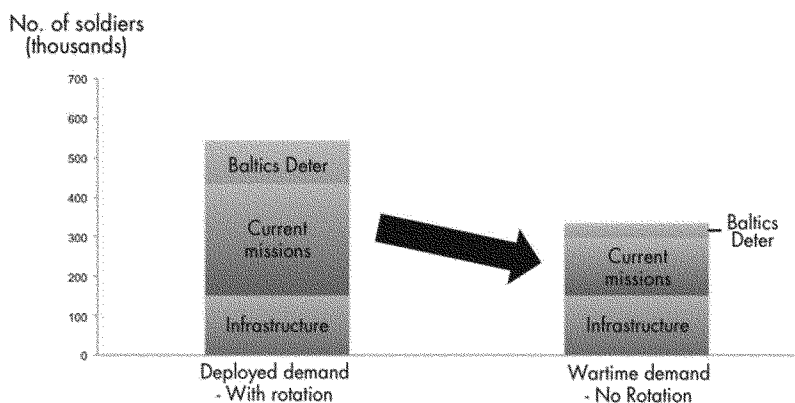 No. of soldiers
(thousands)
700
600
500
400
300
200
100
0
Baltics Deter
Current
missions
Infrastructure
Baltics
Deter
Current
missions
Infrastructure
Deployed demand
- With rotation
Wartime demand
- No Rotation